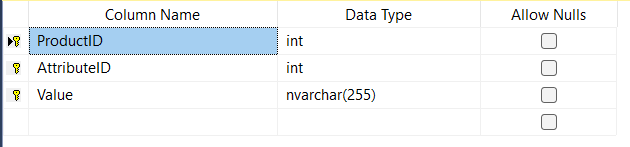 Column Name Data Type Allow Nulls
ProductID int
AttributeID int
Value nvarchar(255)